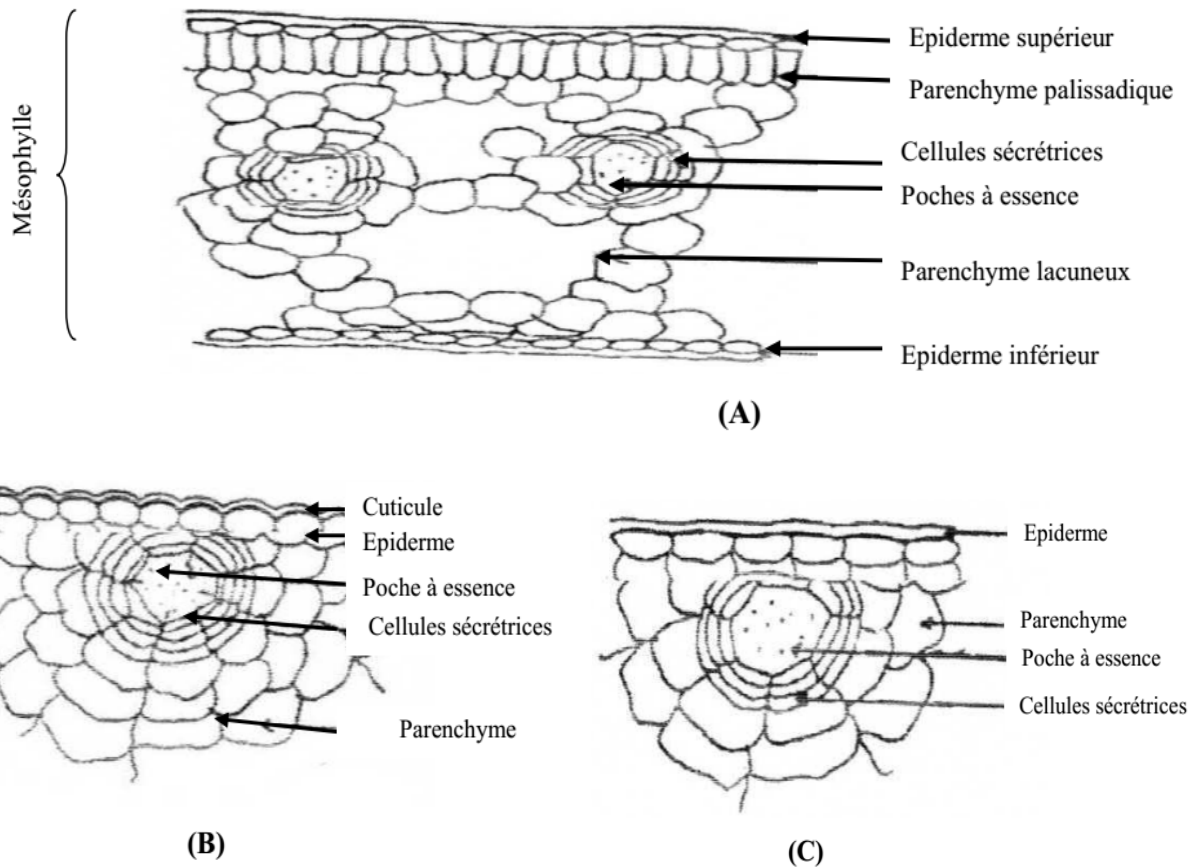 Mésophylle
Epiderme supérieur
Parenchyme palissadique
Cellules sécrétrices
Poches à essence
Parenchyme lacuneux
Epiderme inférieur
(A)
Cuticule
Epiderme
Poche à essence
Cellules sécrétrices
Parenchyme
(B)
Epiderme
Parenchyme
Poche à essence
Cellules sécrétrices
(C)